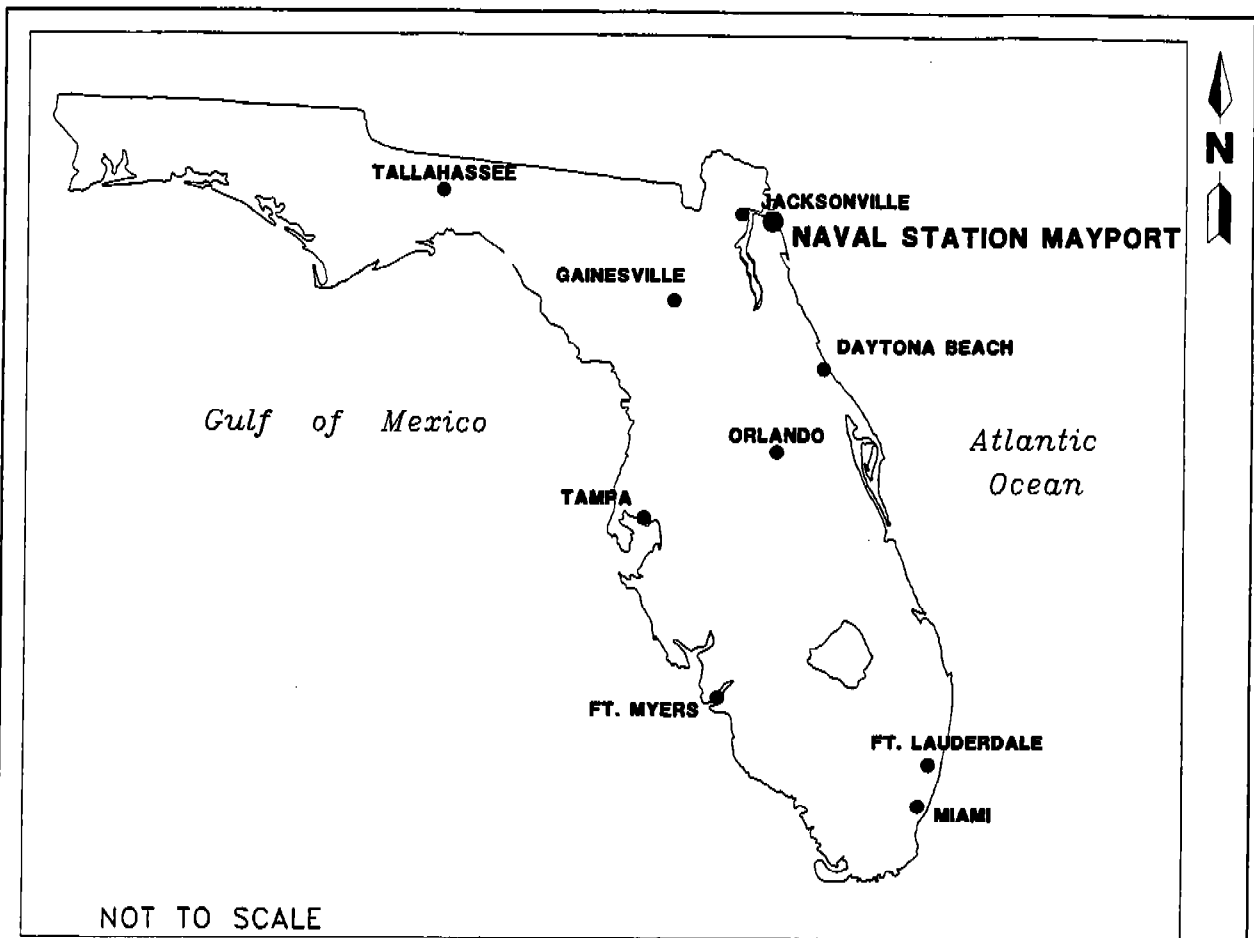 N
TALLAHASSEE
JACKSONVILLE
NAVAL STATION MAYPORT
GAINESVILLE
DAYTONA BEACH
Gulf of Mexico
ORLANDO
Atlantic
Ocean
TAMPA
FT. MYERS
FT. LAUDERDALE
MIAMI
NOT TO SCALE